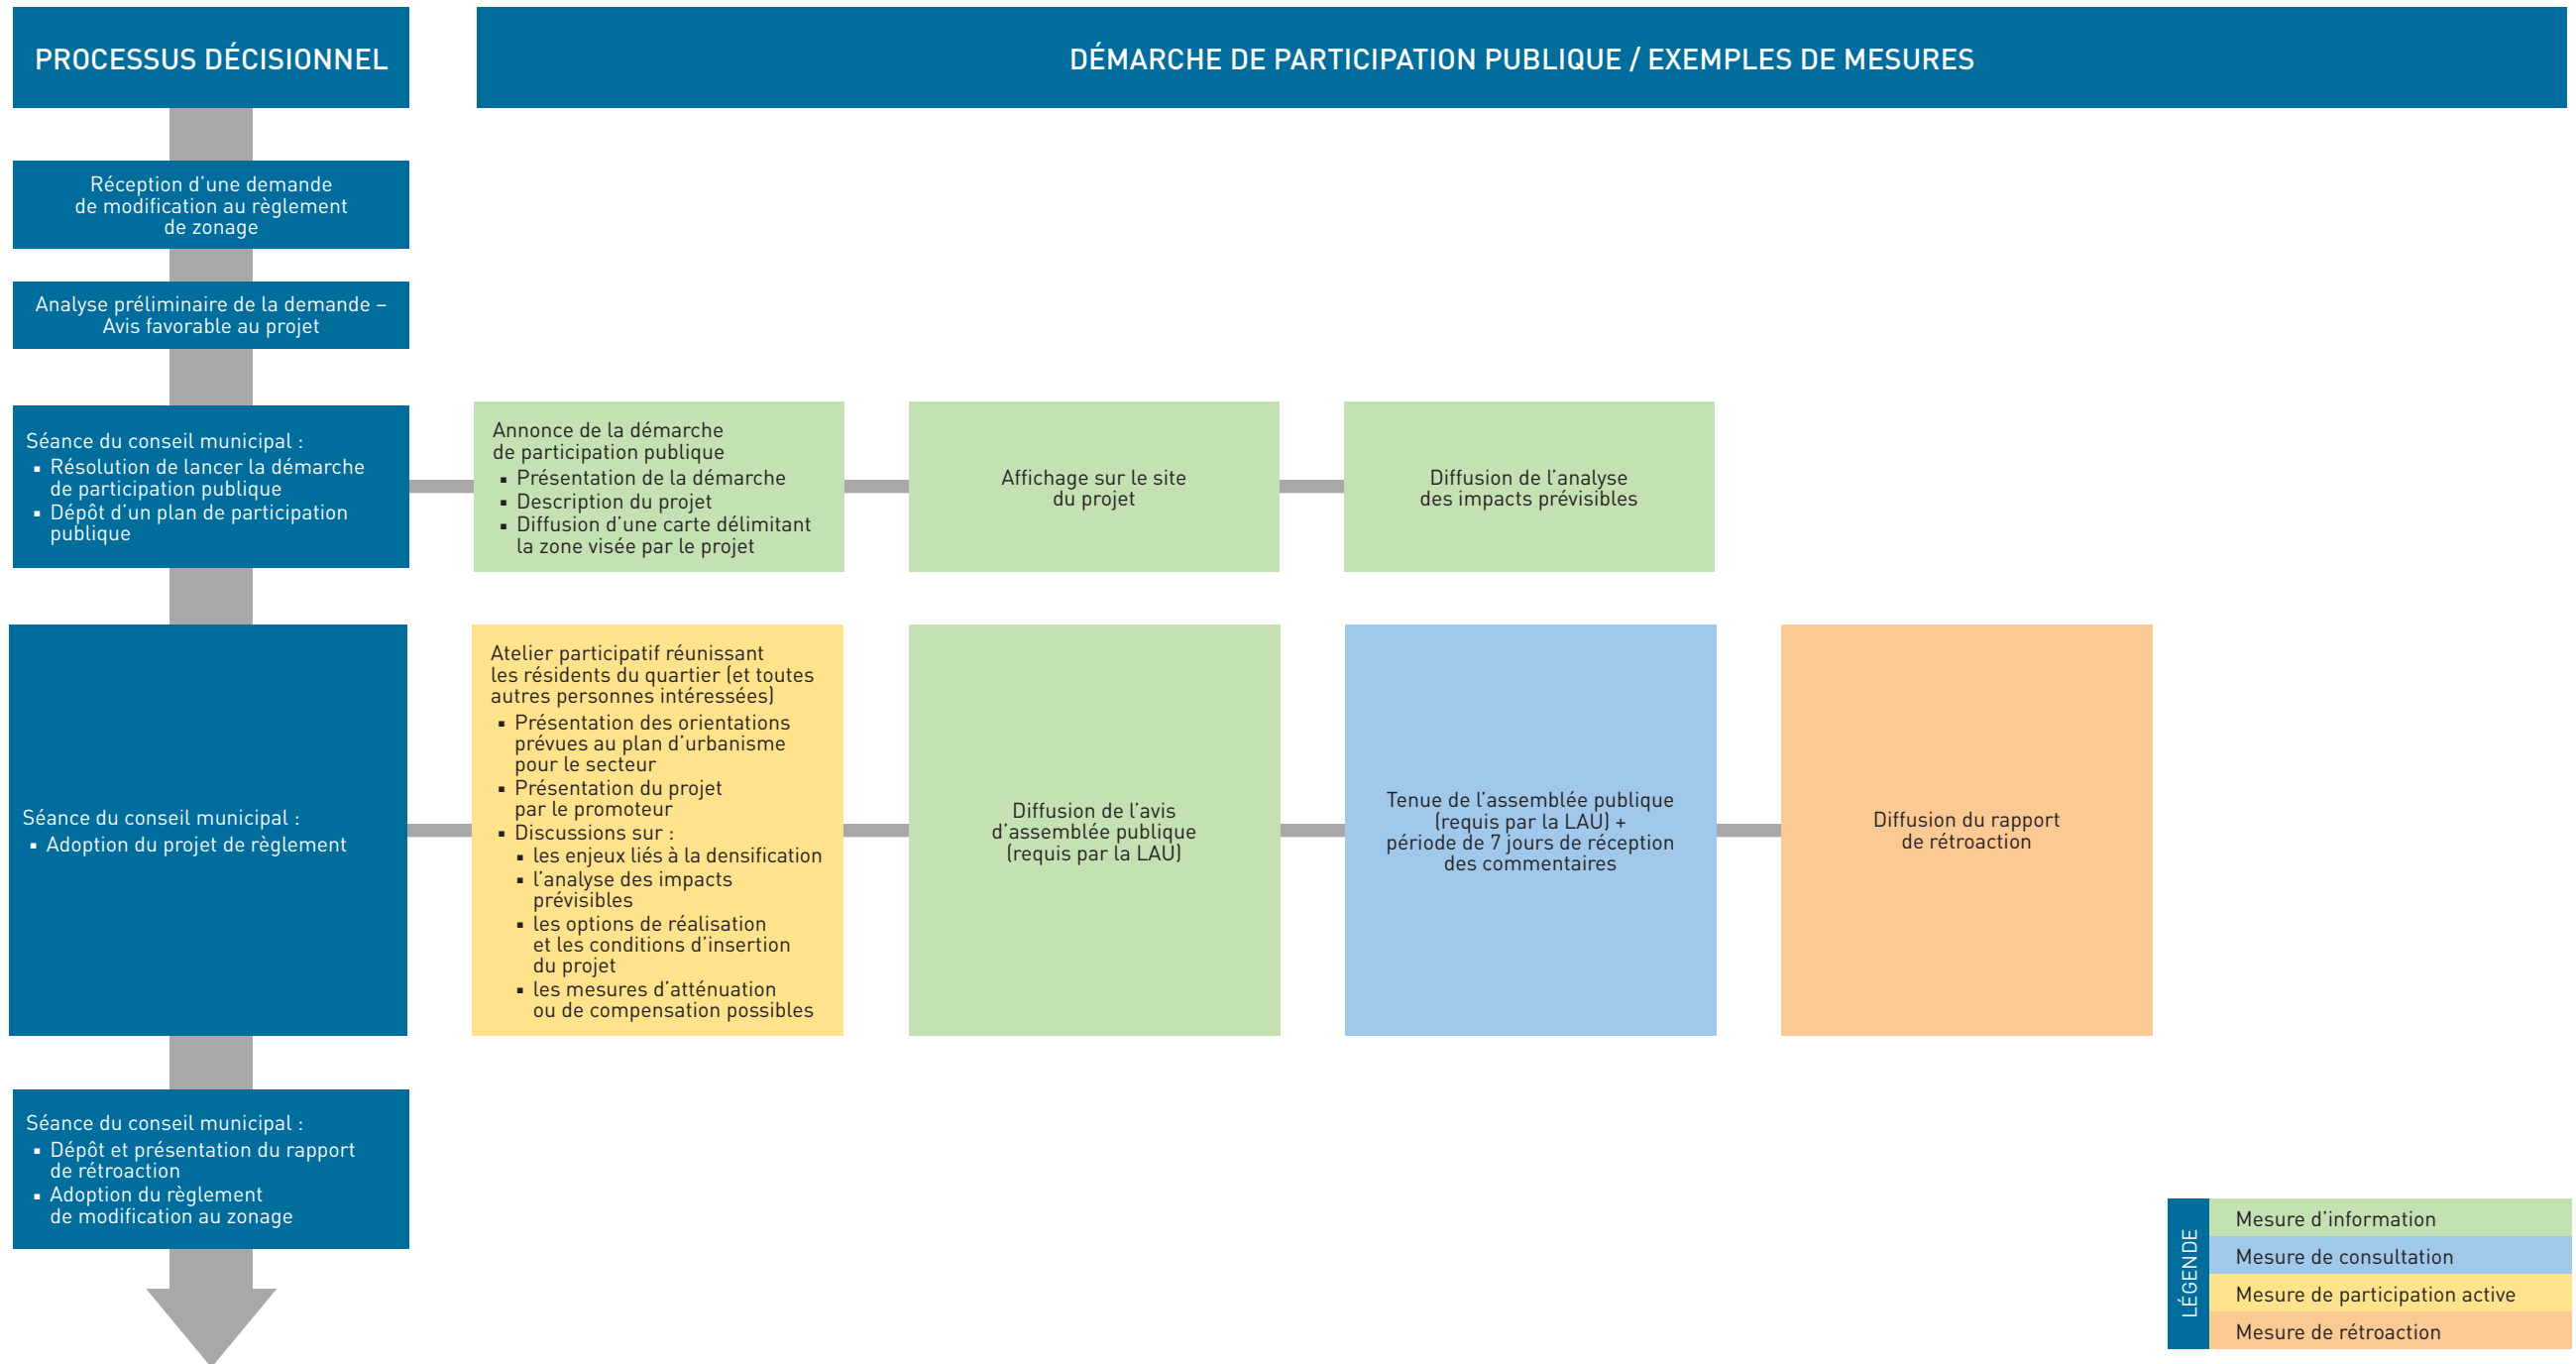 PROCESSUS DÉCISIONNEL
DÉMARCHE DE PARTICIPATION PUBLIQUE / EXEMPLES DE MESURES
Réception d’une demande
de modification au règlement
de zonage
Analyse préliminaire de la demande –
Avis favorable au projet
Séance du conseil municipal :
▪ Résolution de lancer la démarche
de participation publique
▪ Dépôt d’un plan de participation
publique
Annonce de la démarche
de participation publique
▪ Présentation de la démarche
▪ Description du projet
▪ Diffusion d’une carte délimitant
la zone visée par le projet
Affichage sur le site
du projet
Diffusion de l’analyse
des impacts prévisibles
Séance du conseil municipal :
▪ Adoption du projet de règlement
Atelier participatif réunissant
les résidents du quartier (et toutes
autres personnes intéressées)
▪ Présentation des orientations
prévues au plan d’urbanisme
pour le secteur
▪ Présentation du projet
par le promoteur
▪ Discussions sur :
▪ les enjeux liés à la densification
▪ l’analyse des impacts
prévisibles
▪ les options de réalisation
et les conditions d’insertion
du projet
▪ les mesures d’atténuation
ou de compensation possibles
Diffusion de l’avis
d’assemblée publique
(requis par la LAU)
Tenue de l’assemblée publique
(requis par la LAU) +
période de 7 jours de réception
des commentaires
Diffusion du rapport
de rétroaction
Séance du conseil municipal :
▪ Dépôt et présentation du rapport
de rétroaction
▪ Adoption du règlement
de modification au zonage
LÉGENDE
Mesure d’information
Mesure de consultation
Mesure de participation active
Mesure de rétroaction